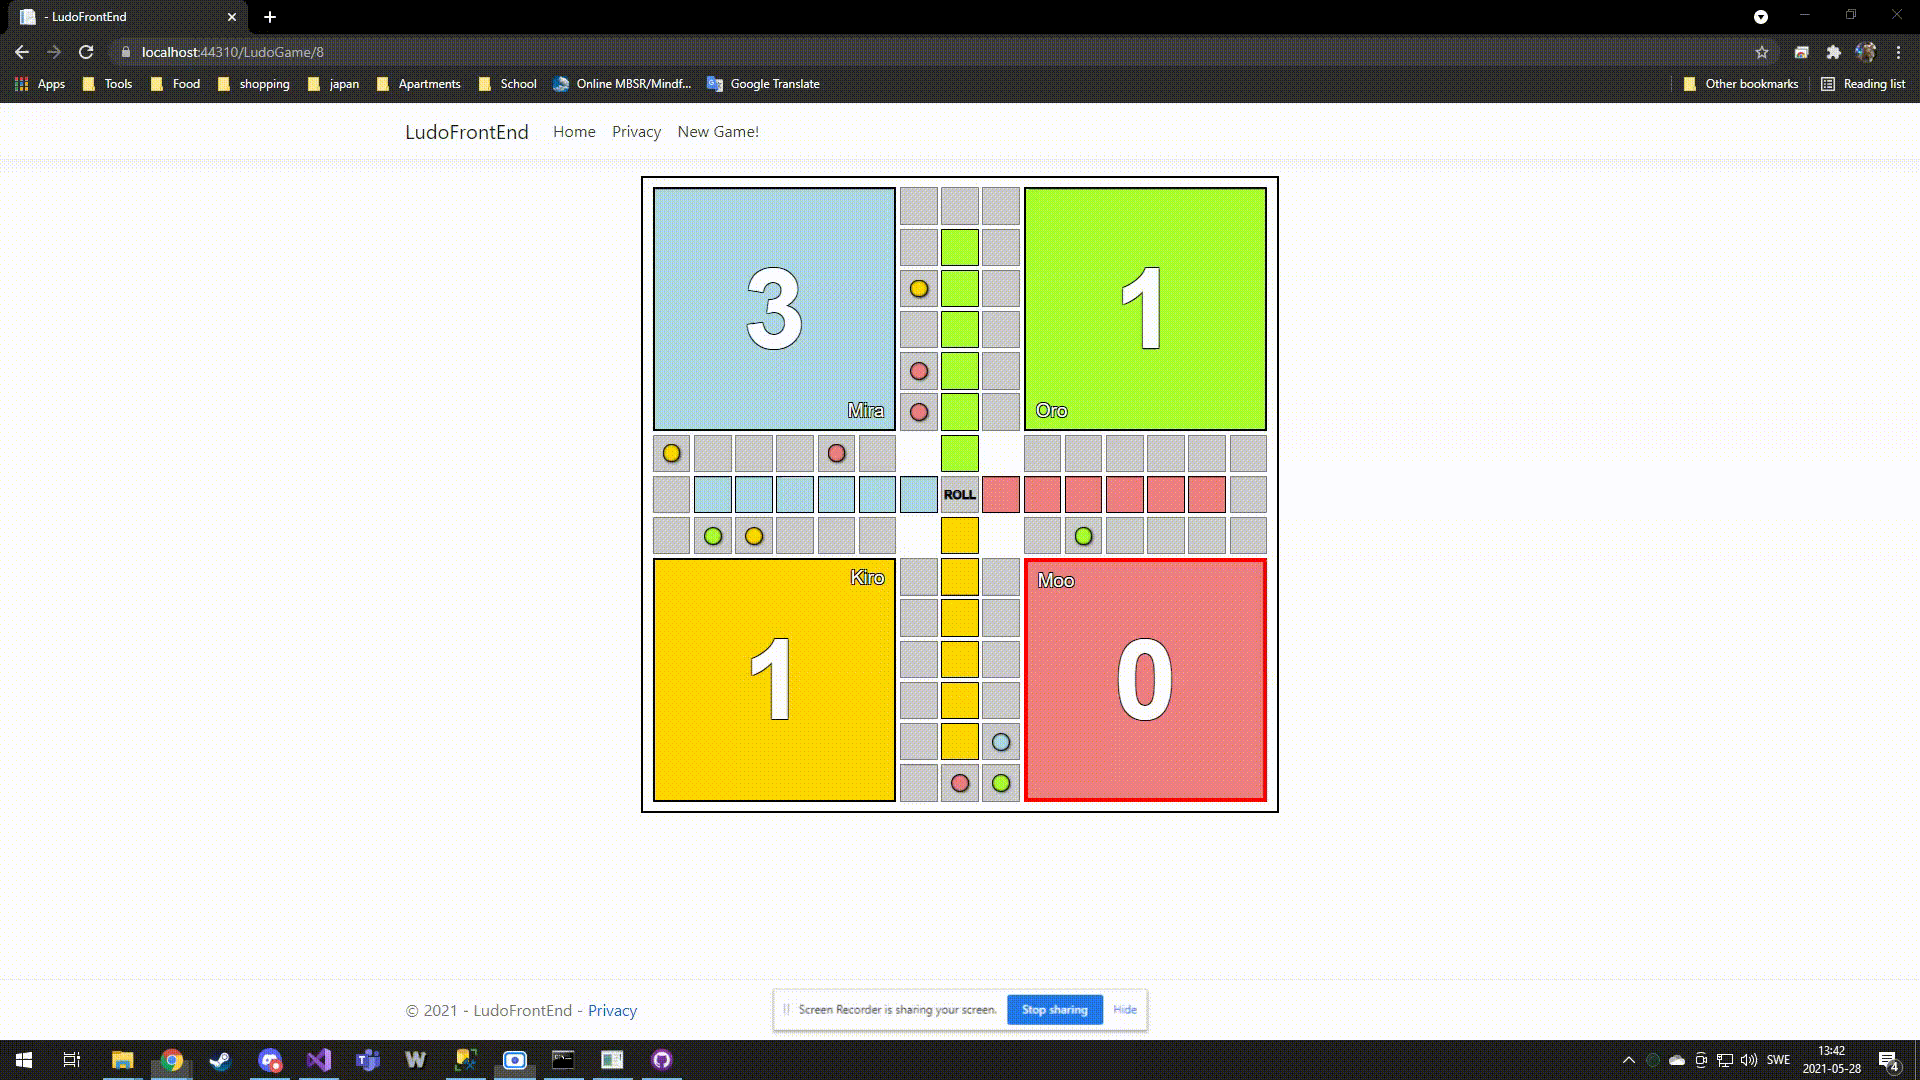 - LudoFrontEnd
localhost:44310/LudoGame/8
Apps Tools Food shopping japan Apartments School Online MBSR/Mindf... Google Translate Other bookmarks Reading list
LudoFrontEnd Home Privacy New Game!
3 1
Mira Oro
ROLL
Kiro Moo
1 0
© 2021 - LudoFrontEnd - Privacy
Screen Recorder is sharing your screen. Stop sharing Hide
SWE 13:42
2021-05-28 4